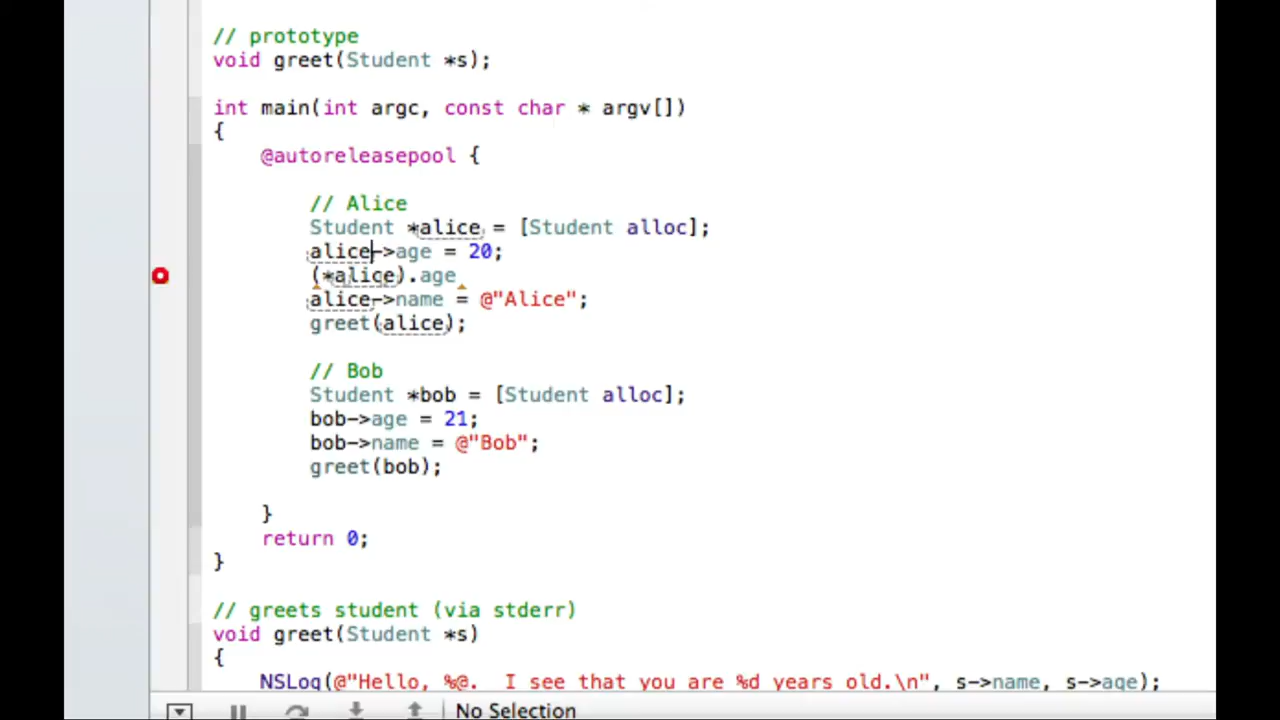 // prototype
void greet(Student *s);
int main(int argc, const char * argv[])
{
@autoreleasepool {
// Alice
Student *alice = [Student alloc];
alice->age = 20;
(*alice).age
alice->name = @"Alice";
greet(alice);
// Bob
Student *bob = [Student alloc];
bob->age = 21;
bob->name = @"Bob";
greet(bob);
}
return 0;
}
// greets student (via stderr)
void greet(Student *s)
{
NSLog(@"Hello, %@.  I see that you are %d years old.\n", s->name, s->age);
No Selection